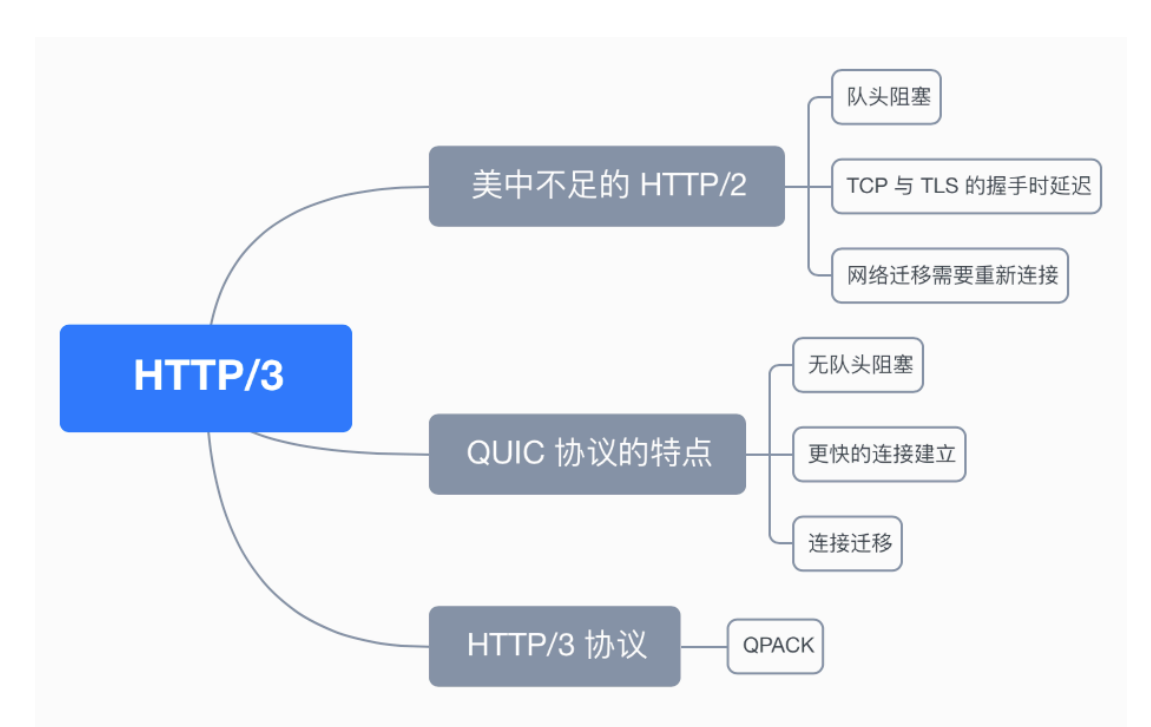 HTTP/3
美中不足的 HTTP/2
队头阻塞
TCP 与 TLS 的握手时延迟
网络迁移需要重新连接
QUIC 协议的特点
无队头阻塞
更快的连接建立
连接迁移
HTTP/3 协议
QPACK